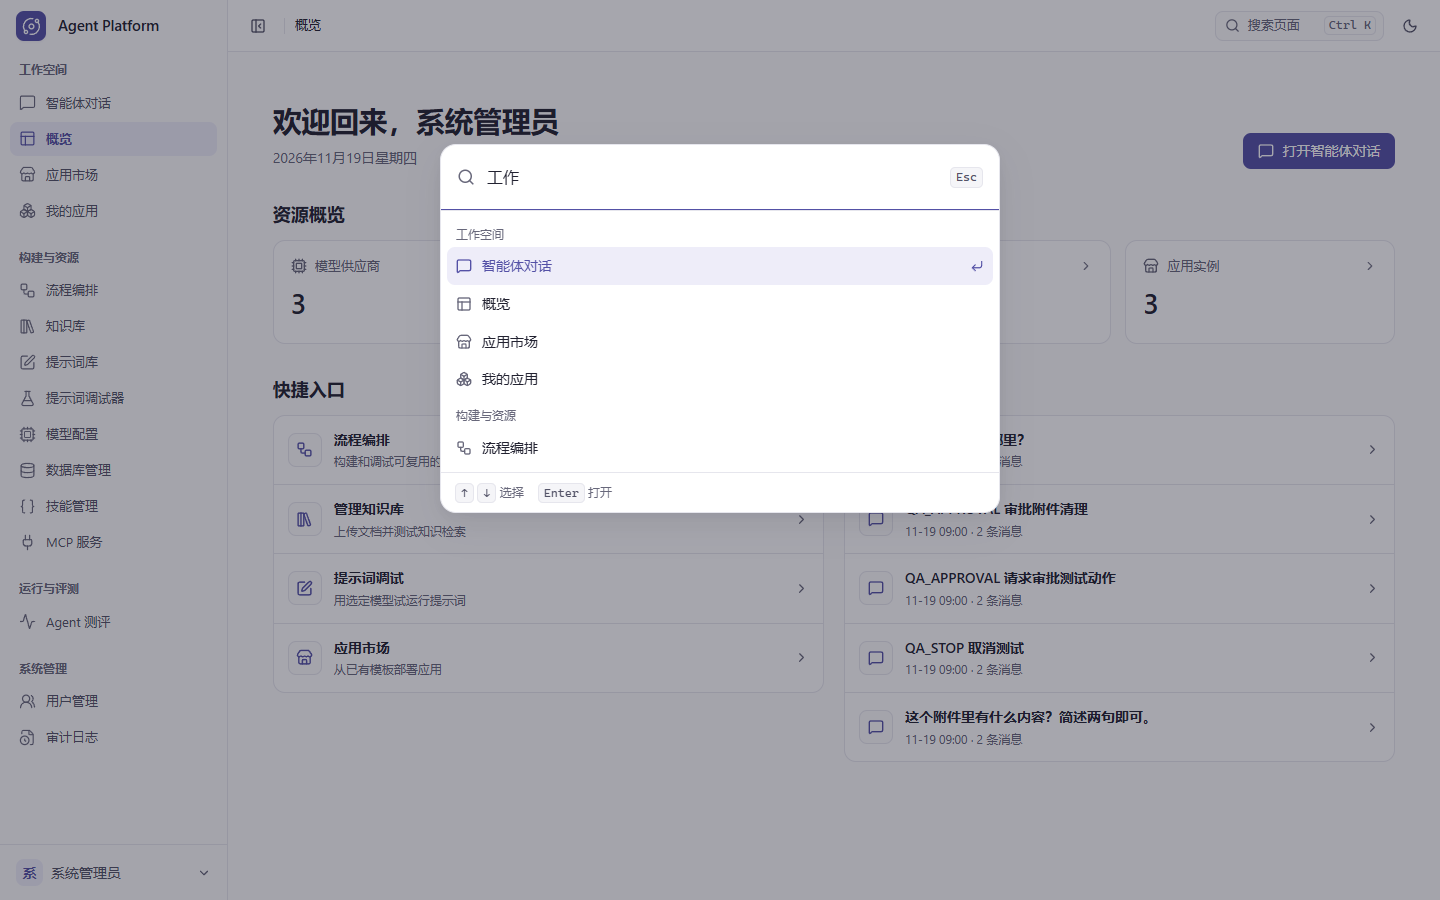 Agent Platform
工作空间
智能体对话
概览
应用市场
我的应用
构建与资源
流程编排
知识库
提示词库
提示词调试器
模型配置
数据库管理
技能管理
MCP 服务
运行与评测
Agent 测评
系统管理
用户管理
审计日志
系 系统管理员
概览
搜索页面 Ctrl K
欢迎回来，系统管理员
2026年11月19日星期四
打开智能体对话
资源概览
模型供应商
3
应用实例
3
快捷入口
流程编排
构建和调试可复用的
管理知识库
上传文档并测试知识检索
提示词调试
用选定模型试运行提示词
应用市场
从已有模板部署应用
里？
消息
审批附件清理
11-19 09:00 · 2 条消息
QA_APPROVAL 请求审批测试动作
11-19 09:00 · 2 条消息
QA_STOP 取消测试
11-19 09:00 · 2 条消息
这个附件里有什么内容？简述两句即可。
11-19 09:00 · 2 条消息
工作 Esc
工作空间
智能体对话
概览
应用市场
我的应用
构建与资源
流程编排
↑ ↓ 选择 Enter 打开